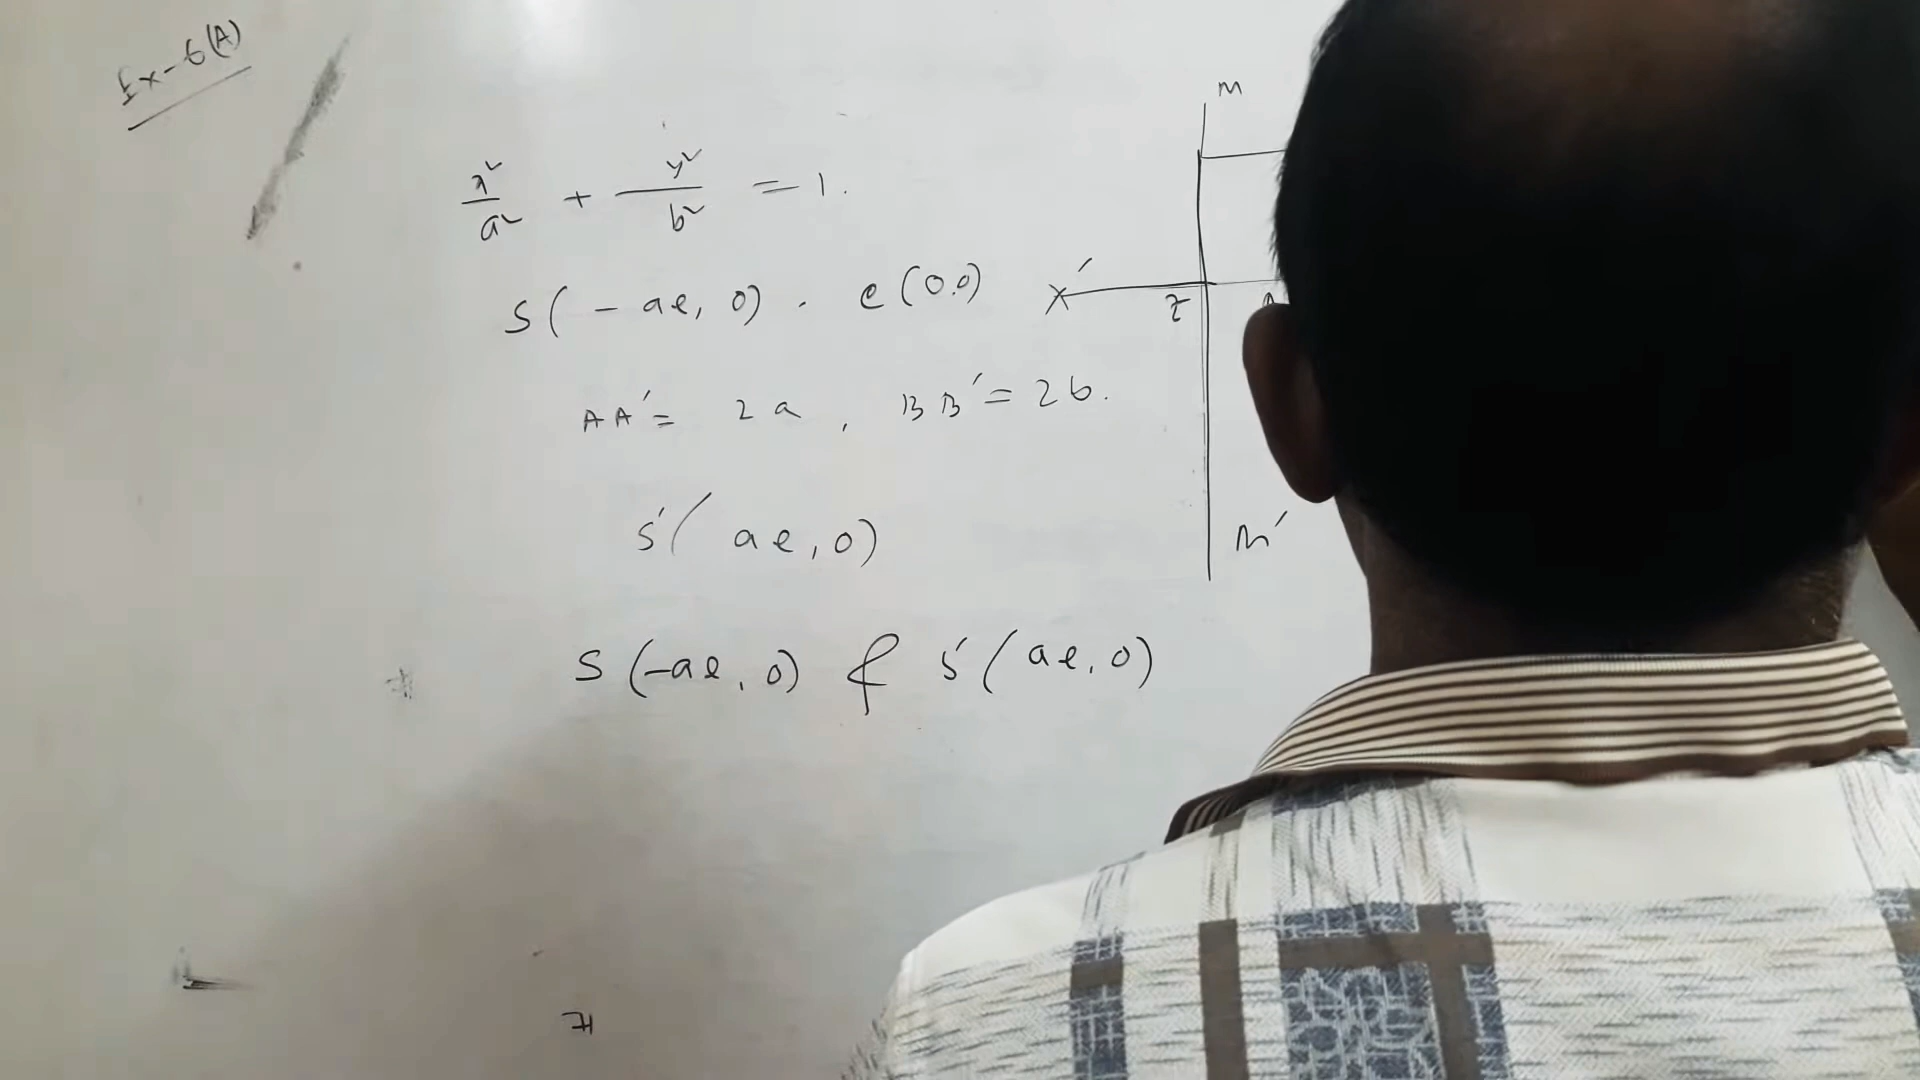 Ex-6(A)
x²/a² + y²/b² = 1.
S(-ae, 0) . e(0.0)
AA' = 2a , BB' = 2b.
S'(ae, 0)
S(-ae, 0) & S'(ae, 0)
M
X'
Z
M'